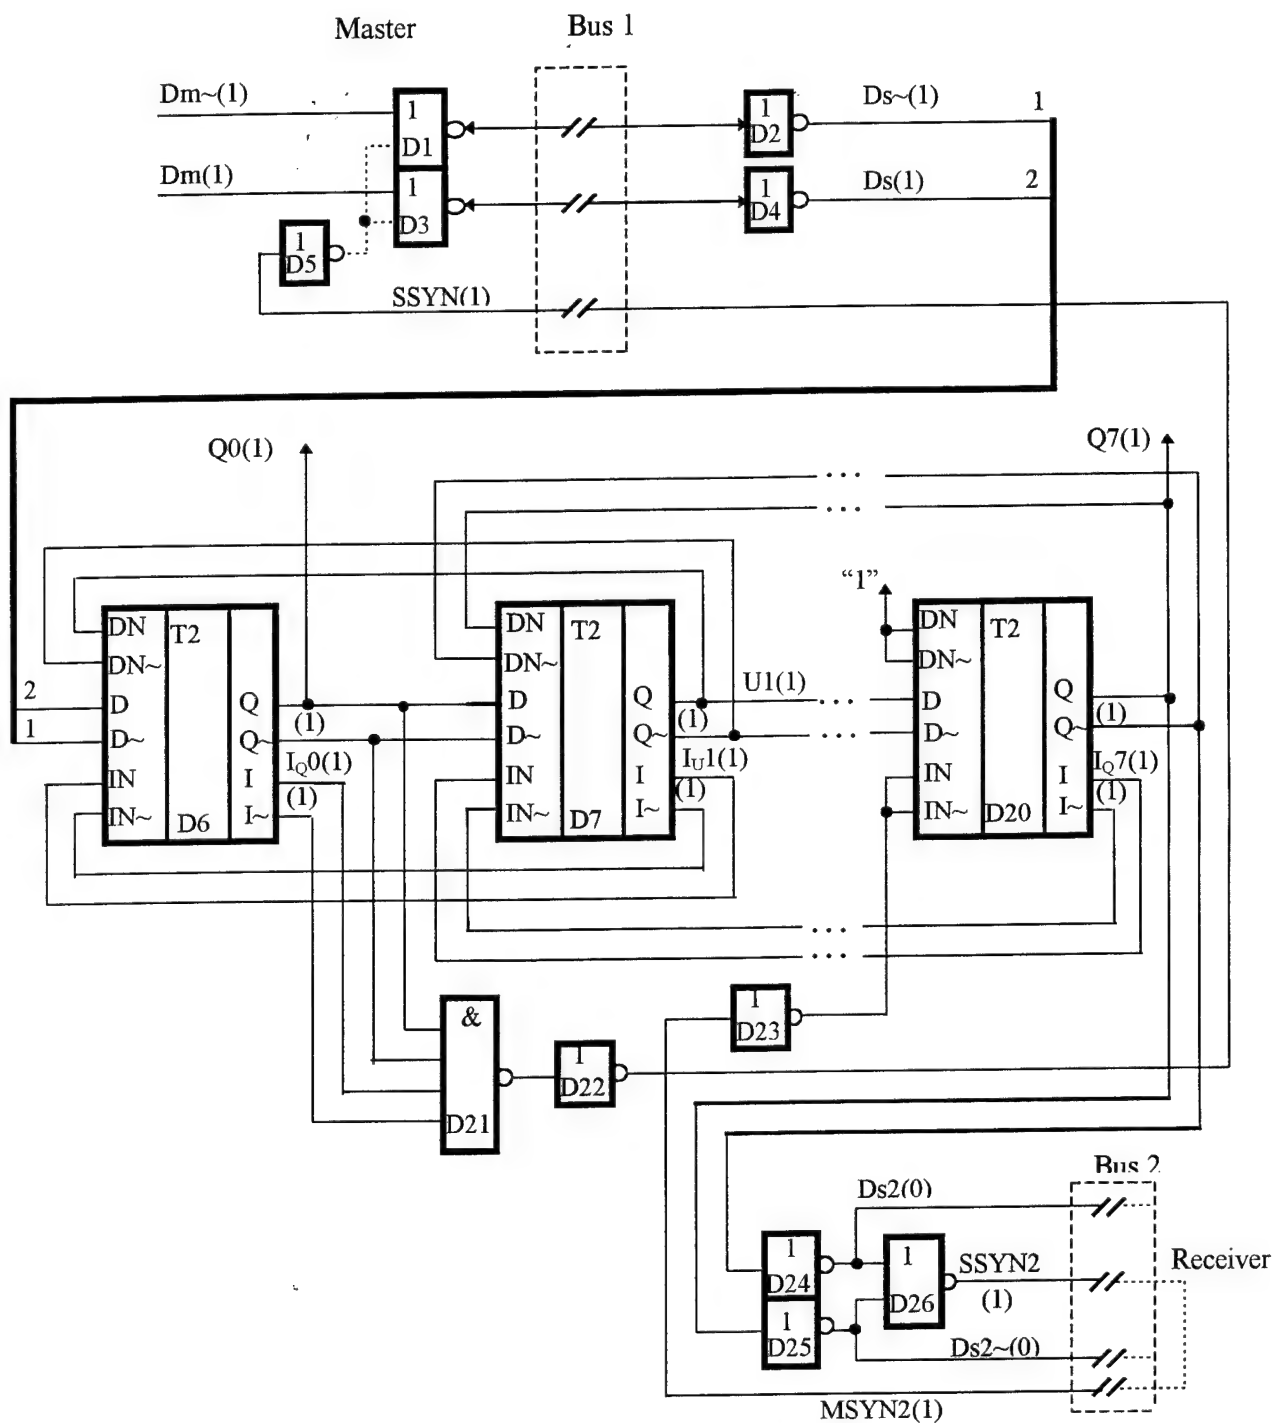 Master
Bus 1
Dm~(1)
1
D1
1
D2
Ds~(1)
1
Dm(1)
1
D3
1
D4
Ds(1)
2
1
D5
SSYN(1)
Q0(1)
Q7(1)
...
...
"1"
DN
DN~
D
D~
IN
IN~
T2
D6
Q
Q~
I
I~
2
1
(1)
IQ0(1)
(1)
DN
DN~
D
D~
IN
IN~
T2
D7
Q
Q~
I
I~
U1(1)
...
(1)
...
IU1(1)
(1)
DN
DN~
D
D~
IN
IN~
T2
D20
Q
Q~
I
I~
(1)
IQ7(1)
(1)
...
...
&
D21
1
D22
1
D23
Bus 2
Ds2(0)
1
D24
1
D25
1
D26
SSYN2
(1)
Receiver
Ds2~(0)
MSYN2(1)